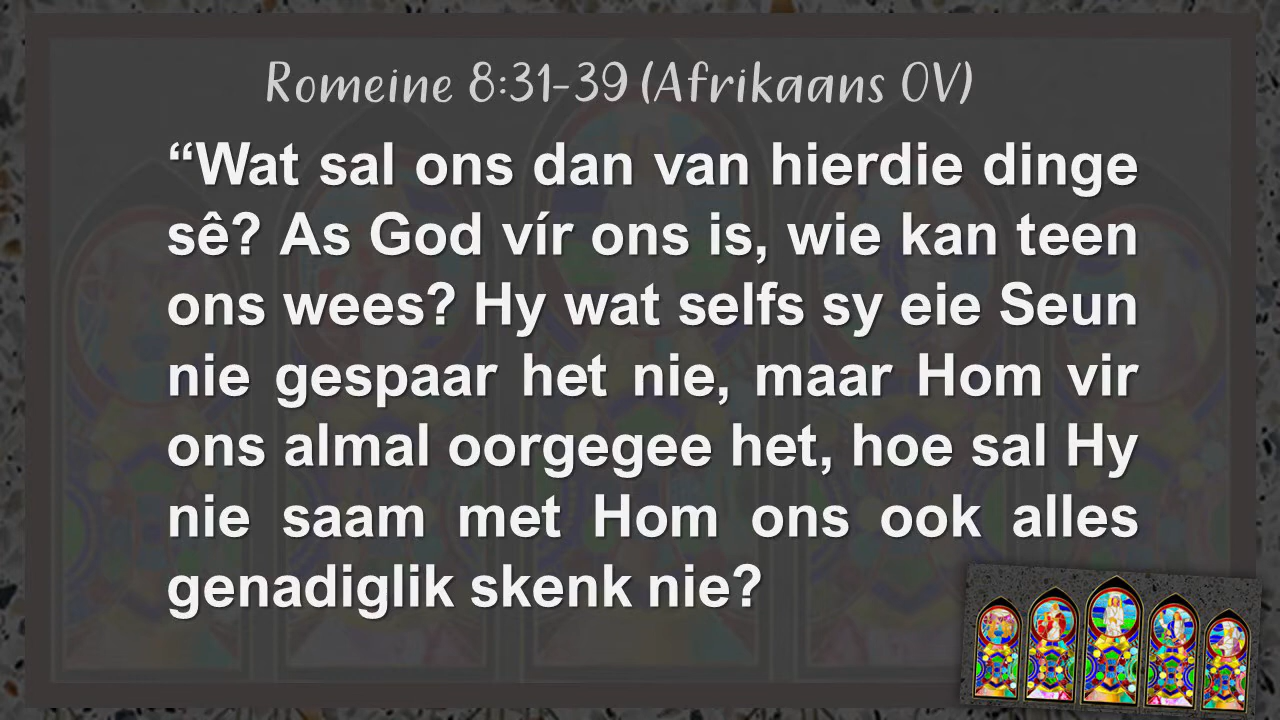 Romeine 8:31-39 (Afrikaans OV)
“Wat sal ons dan van hierdie dinge
sê? As God vír ons is, wie kan teen
ons wees? Hy wat selfs sy eie Seun
nie gespaar het nie, maar Hom vir
ons almal oorgegee het, hoe sal Hy
nie saam met Hom ons ook alles
genadiglik skenk nie?